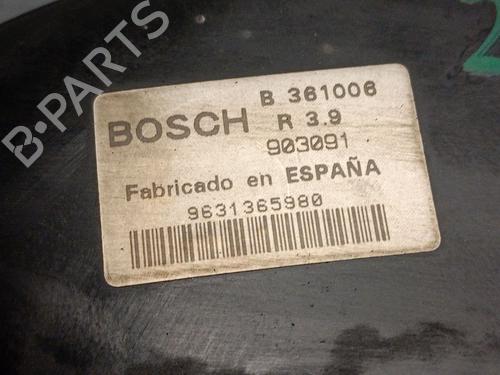 B 361006
BOSCH R 3.9
903091
Fabricado en ESPAÑA
9631365980
B-PARTS